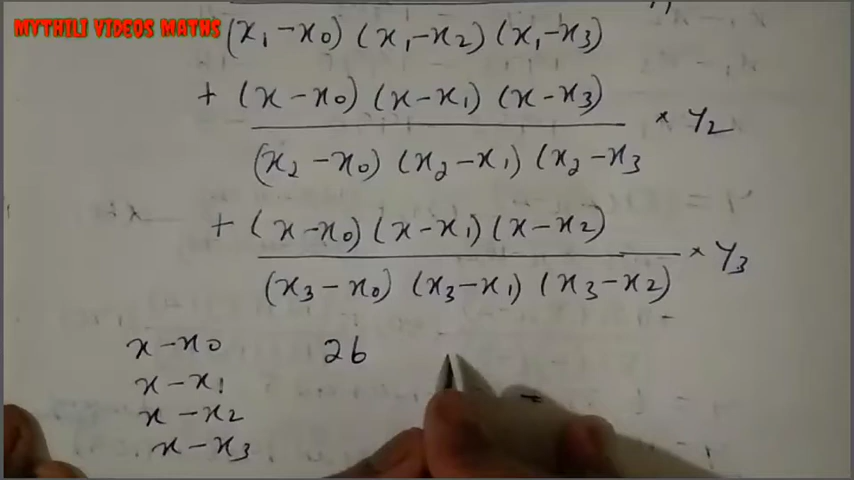 MYTHILI VIDEOS MATHS
(x₁-x₀) (x₁-x₂) (x₁-x₃)
+ (x-x₀) (x-x₁) (x-x₃)
× y₂
(x₂-x₀) (x₂-x₁) (x₂-x₃
+ (x-x₀) (x-x₁) (x-x₂)
× y₃
(x₃-x₀) (x₃-x₁) (x₃-x₂)
x-x₀ 26
x-x₁
x-x₂
x-x₃